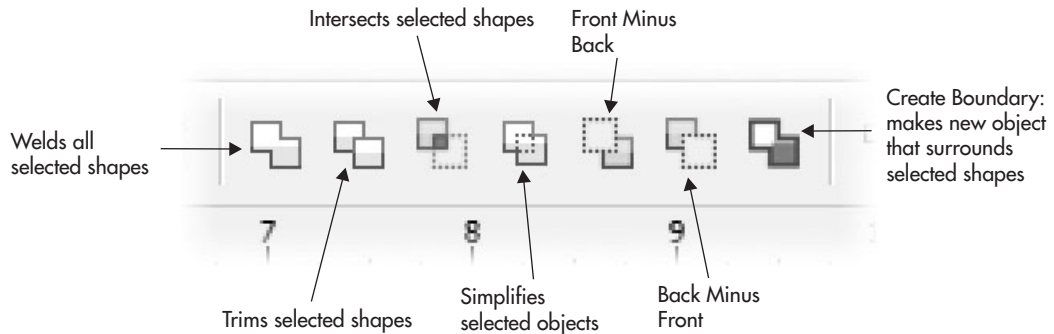 Intersects selected shapes
Front Minus
Back
Welds all
selected shapes
Create Boundary:
makes new object
that surrounds
selected shapes
7
8
9
Trims selected shapes
Simplifies
selected objects
Back Minus
Front